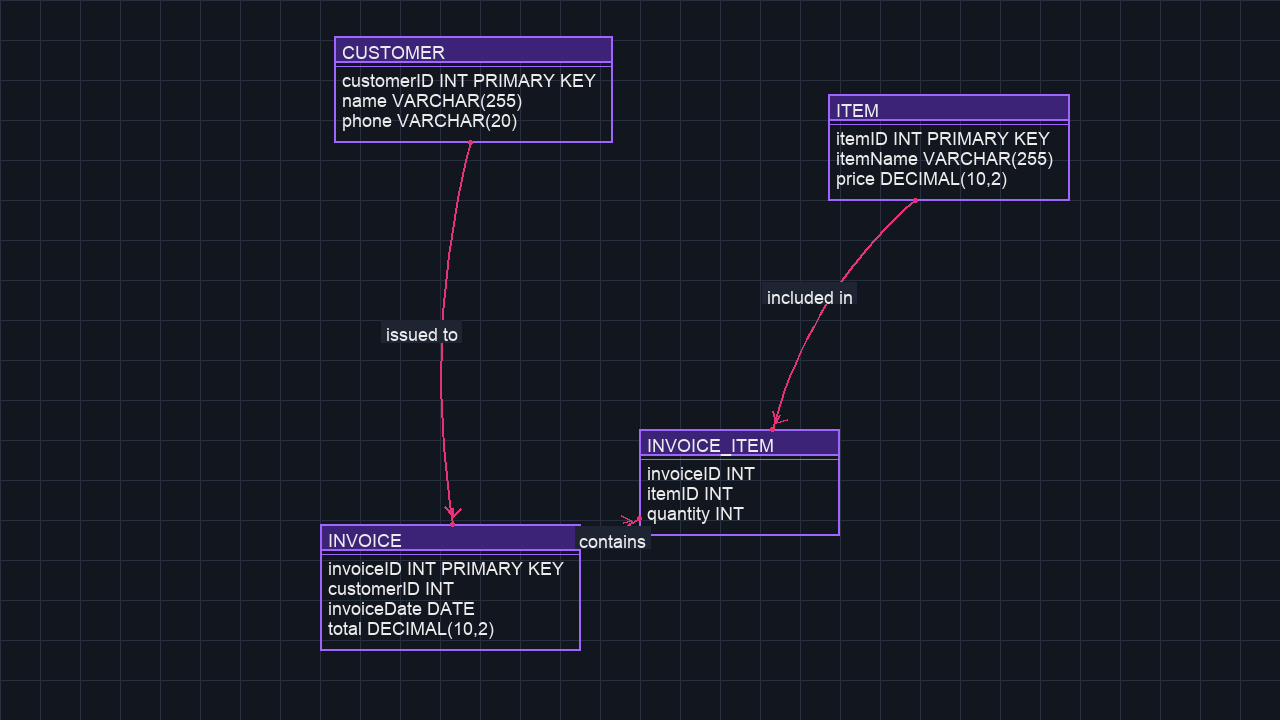 CUSTOMER
customerID INT PRIMARY KEY
name VARCHAR(255)
phone VARCHAR(20)
ITEM
itemID INT PRIMARY KEY
itemName VARCHAR(255)
price DECIMAL(10,2)
included in
issued to
INVOICE_ITEM
invoiceID INT
itemID INT
quantity INT
contains
INVOICE
invoiceID INT PRIMARY KEY
customerID INT
invoiceDate DATE
total DECIMAL(10,2)